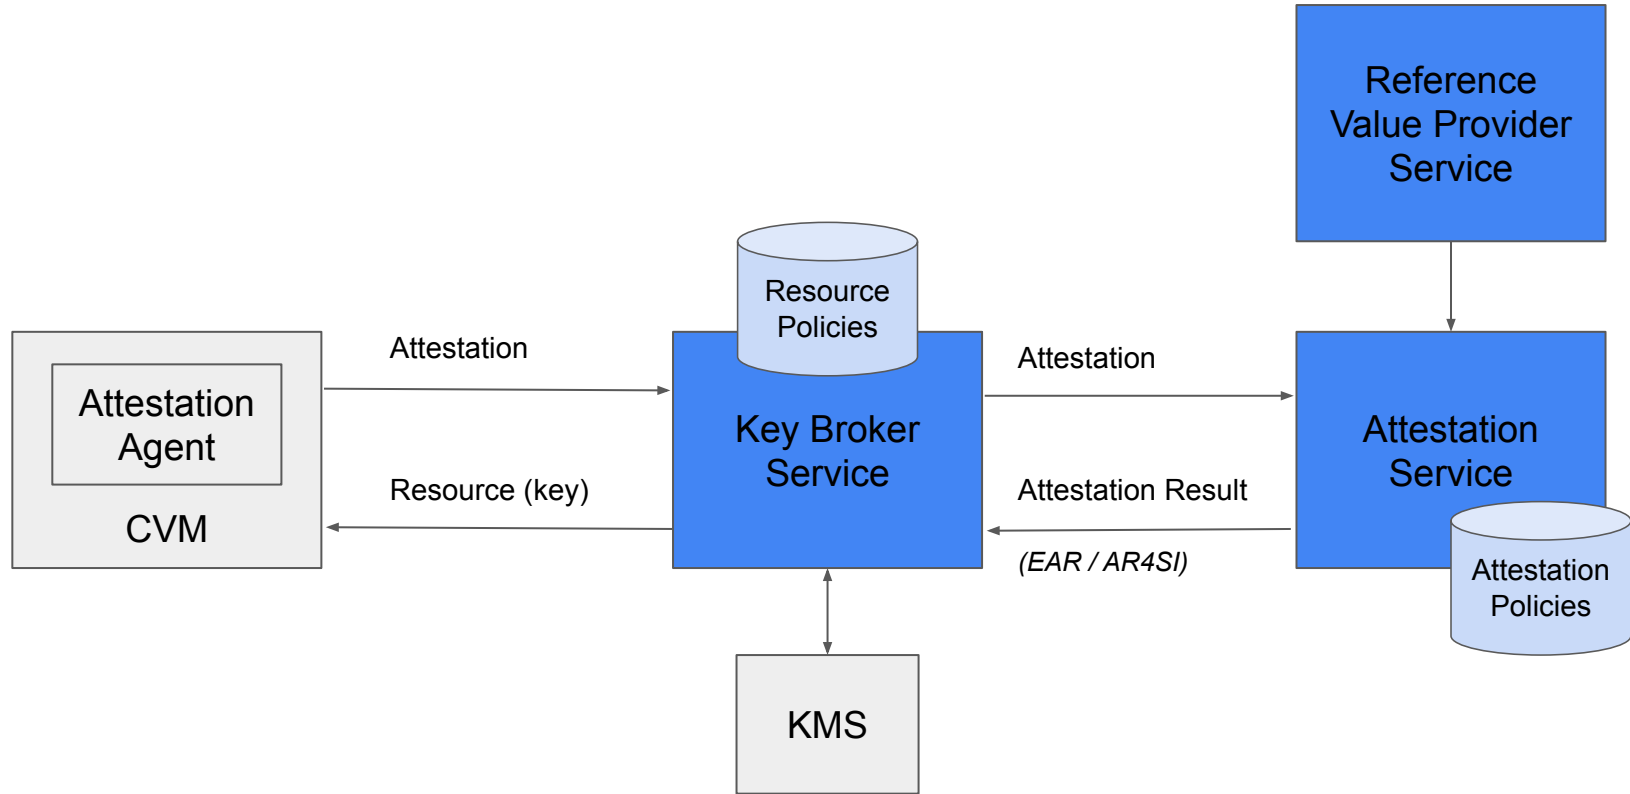 Reference
Value Provider
Service
Resource
Policies
Attestation
Attestation
Attestation
Agent
CVM
Key Broker
Service
Attestation
Service
Resource (key)
Attestation Result
(EAR / AR4SI)
Attestation
Policies
KMS